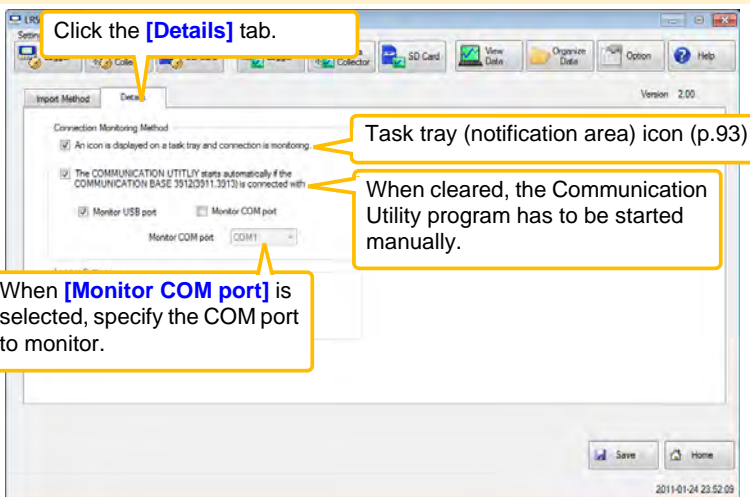 LR5
Click the [Details] tab.
SD Card
View Data
Organize Data
Option
Help
Collector
Import Method
Version 2.00
Connection Monitoring Method
An icon is displayed on a task tray and connection is monitoring.
Task tray (notification area) icon (p.93)
The COMMUNICATION UTITLIY starts automatically if the
COMMUNICATION BASE 3912(3911.3913) is connected with
When cleared, the Communication
Utility program has to be started
manually.
Monitor USB port
Monitor COM port
Monitor COM port
COM1
When [Monitor COM port] is
selected, specify the COM port
to monitor.
Save
Home
2011-01-24 23:52:09